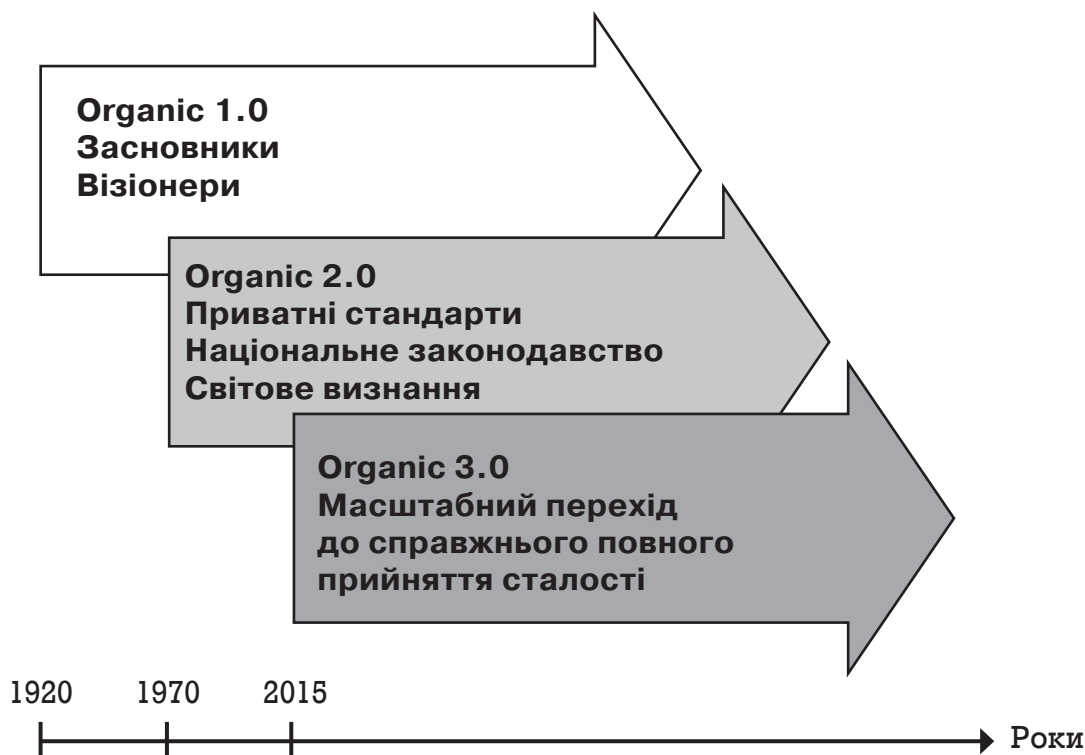 Organic 1.0
Засновники
Візіонери
Organic 2.0
Приватні стандарти
Національне законодавство
Світове визнання
Organic 3.0
Масштабний перехід
до справжнього повного
прийняття сталості
1920 1970 2015
Роки